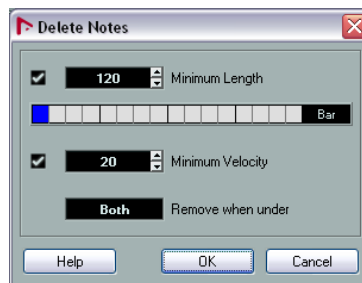 Delete Notes
120 Minimum Length
Bar
20 Minimum Velocity
Both Remove when under
Help OK Cancel